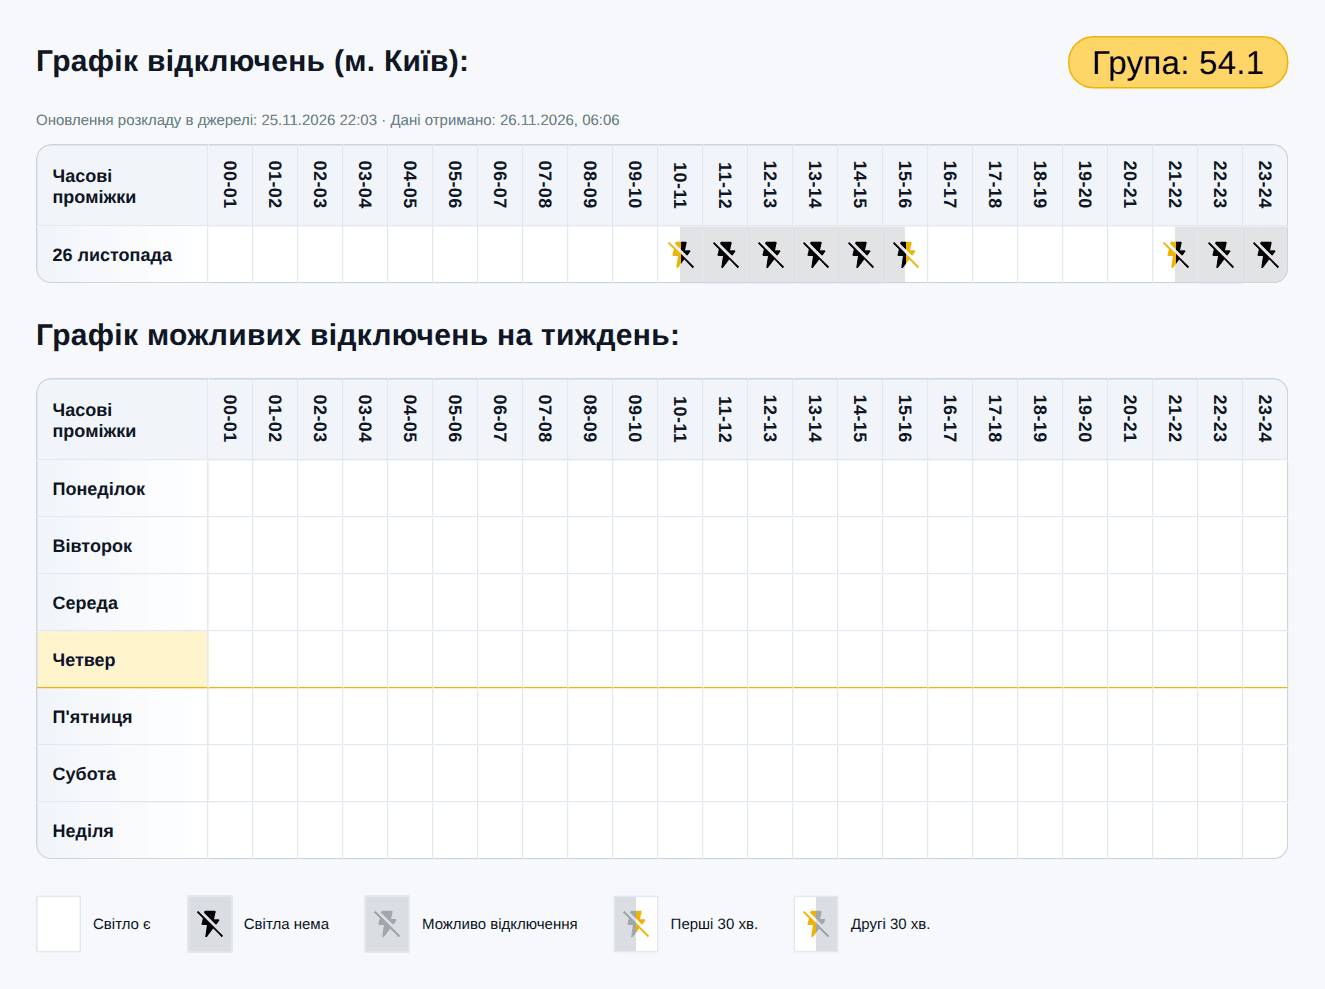 Графік відключень (м. Київ):
Група: 54.1
Оновлення розкладу в джерелі: 25.11.2026 22:03 · Дані отримано: 26.11.2026, 06:06
Часові проміжки 00-01 01-02 02-03 03-04 04-05 05-06 06-07 07-08 08-09 09-10 10-11 11-12 12-13 13-14 14-15 15-16 16-17 17-18 18-19 19-20 20-21 21-22 22-23 23-24
26 листопада
Графік можливих відключень на тиждень:
Часові проміжки 00-01 01-02 02-03 03-04 04-05 05-06 06-07 07-08 08-09 09-10 10-11 11-12 12-13 13-14 14-15 15-16 16-17 17-18 18-19 19-20 20-21 21-22 22-23 23-24
Понеділок
Вівторок
Середа
Четвер
П'ятниця
Субота
Неділя
Світло є Світла нема Можливо відключення Перші 30 хв. Другі 30 хв.